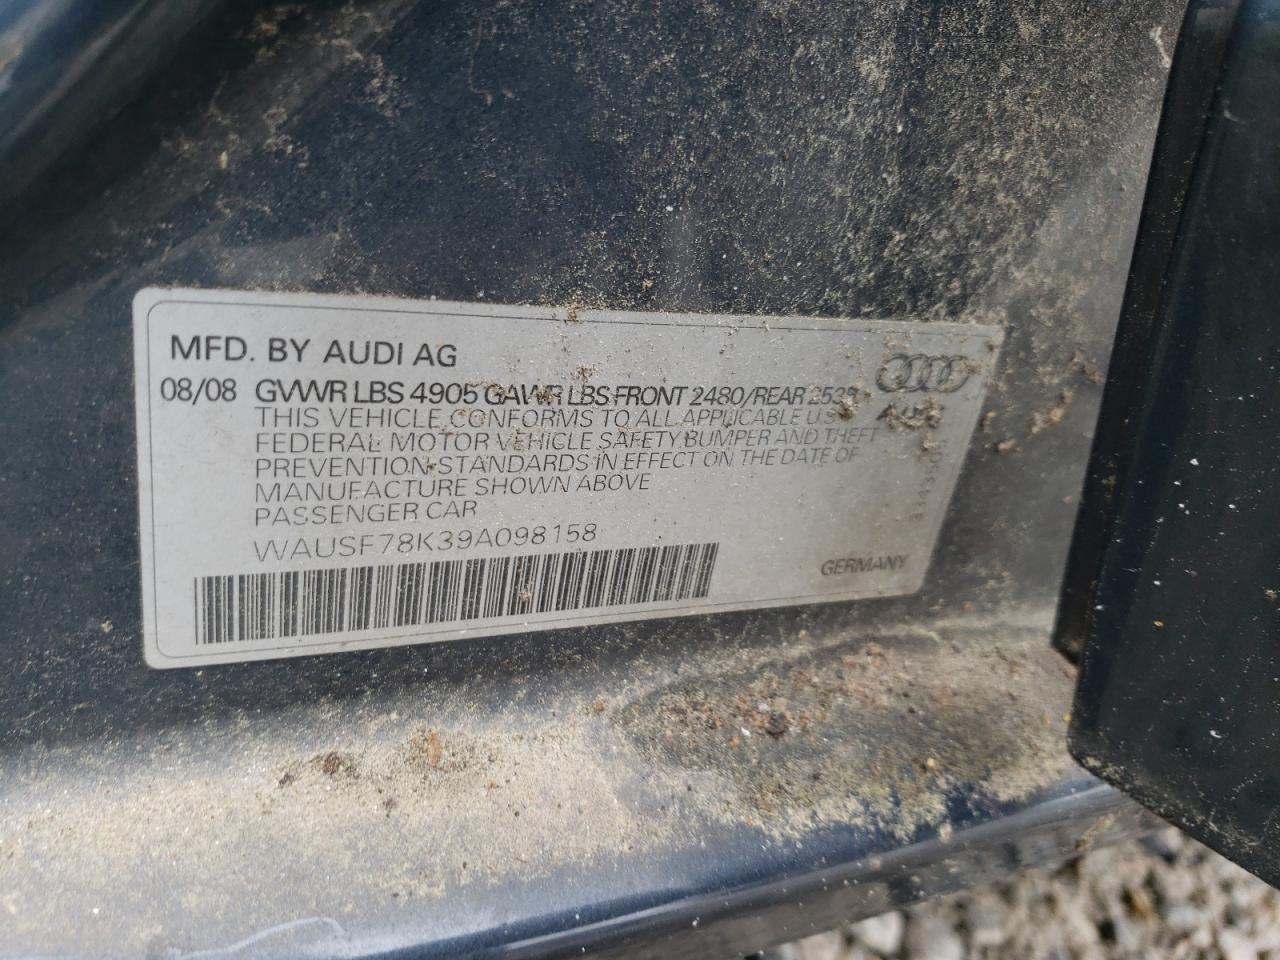 MFD. BY AUDI AG
08/08 GVWR LBS 4905 GAWR LBS FRONT 2480/REAR
THIS VEHICLE CONFORMS TO ALL APPLICABLE U.S.
FEDERAL MOTOR VEHICLE SAFETY, BUMPER AND THEFT
PREVENTION STANDARDS IN EFFECT ON THE DATE OF
MANUFACTURE SHOWN ABOVE
PASSENGER CAR
WAUSF78K39A098158
GERMANY